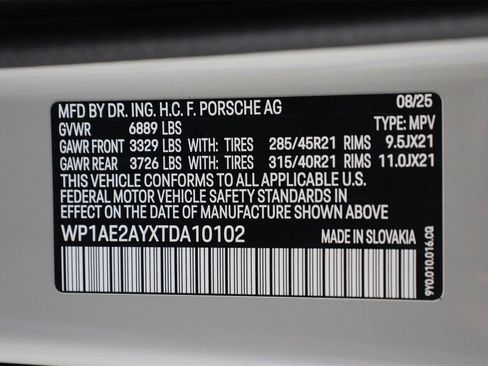 MFD BY DR. ING. H.C. F. PORSCHE AG 08/25
GVWR 6889 LBS TYPE: MPV
GAWR FRONT 3329 LBS WITH: TIRES 285/45R21 RIMS 9.5JX21
GAWR REAR 3726 LBS WITH: TIRES 315/40R21 RIMS 11.0JX21
THIS VEHICLE CONFORMS TO ALL APPLICABLE U.S.
FEDERAL MOTOR VEHICLE SAFETY STANDARDS IN
EFFECT ON THE DATE OF MANUFACTURE SHOWN ABOVE
WP1AE2AYXTDA10102 MADE IN SLOVAKIA
9Y0.010.016.CQ